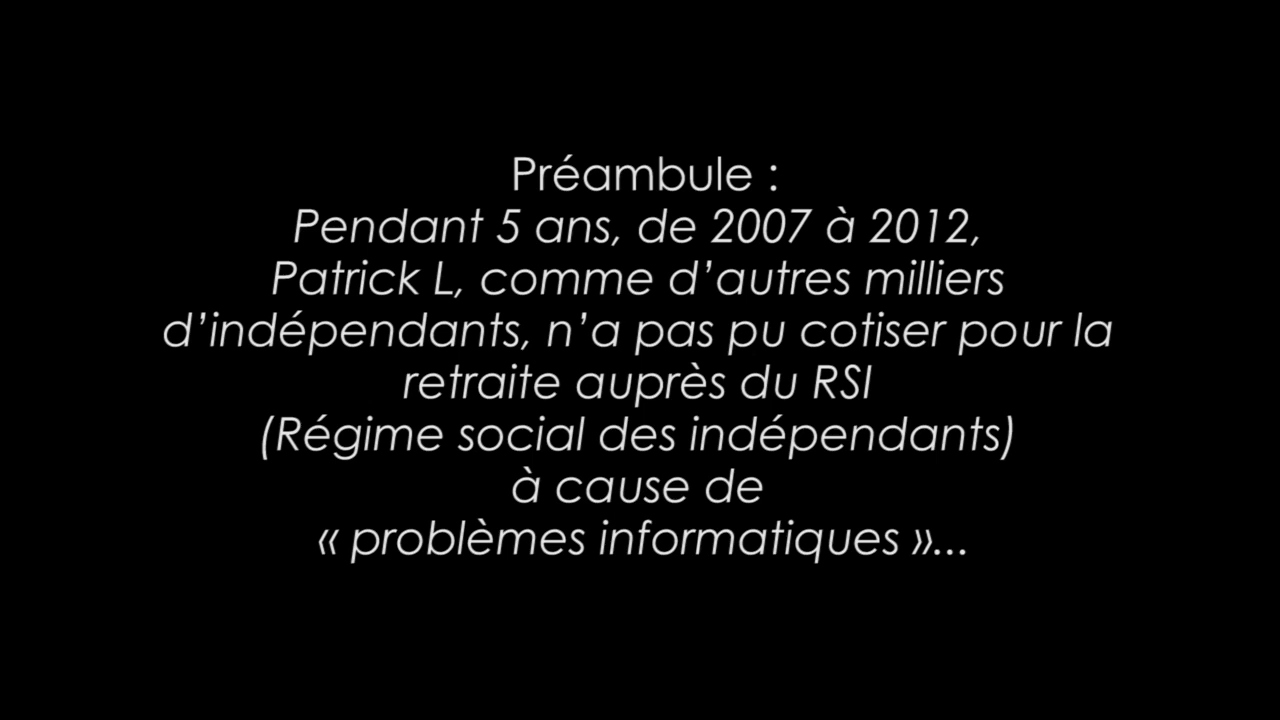 Préambule :
Pendant 5 ans, de 2007 à 2012,
Patrick L, comme d’autres milliers
d’indépendants, n’a pas pu cotiser pour la
retraite auprès du RSI
(Régime social des indépendants)
à cause de
« problèmes informatiques »...